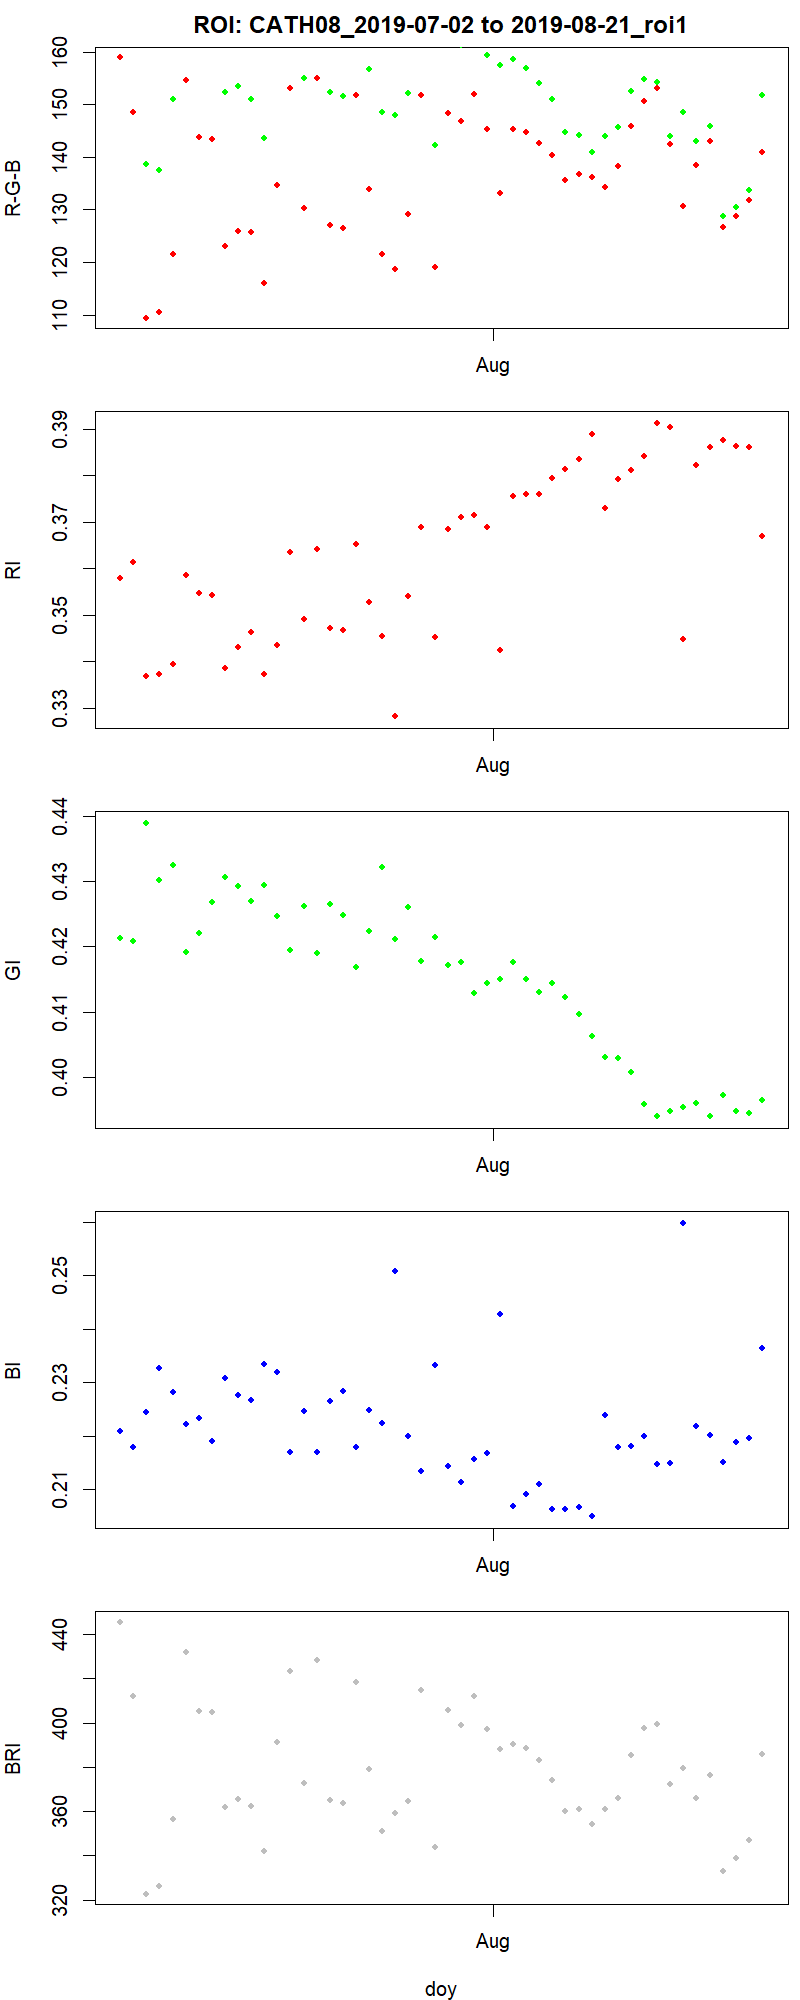 ROI: CATH08_2019-07-02 to 2019-08-21_roi1
R-G-B
160
150
140
130
120
110
Aug
RI
0.39
0.37
0.35
0.33
Aug
GI
0.44
0.43
0.42
0.41
0.40
Aug
BI
0.25
0.23
0.21
Aug
BRI
440
400
360
320
Aug
doy